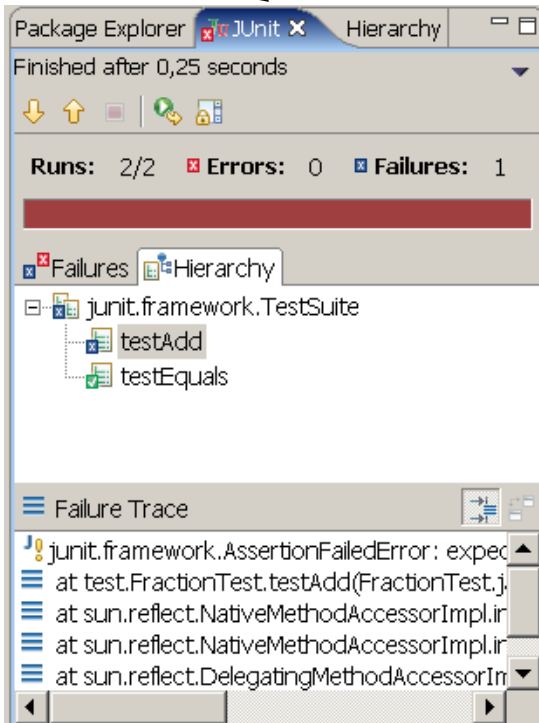 Package Explorer JUnit Hierarchy
Finished after 0,25 seconds
Runs: 2/2 Errors: 0 Failures: 1
Failures Hierarchy
junit.framework.TestSuite
testAdd
testEquals
Failure Trace
junit.framework.AssertionFailedError: expec
at test.FractionTest.testAdd(FractionTest.j
at sun.reflect.NativeMethodAccessorImpl.in
at sun.reflect.NativeMethodAccessorImpl.in
at sun.reflect.DelegatingMethodAccessorIm